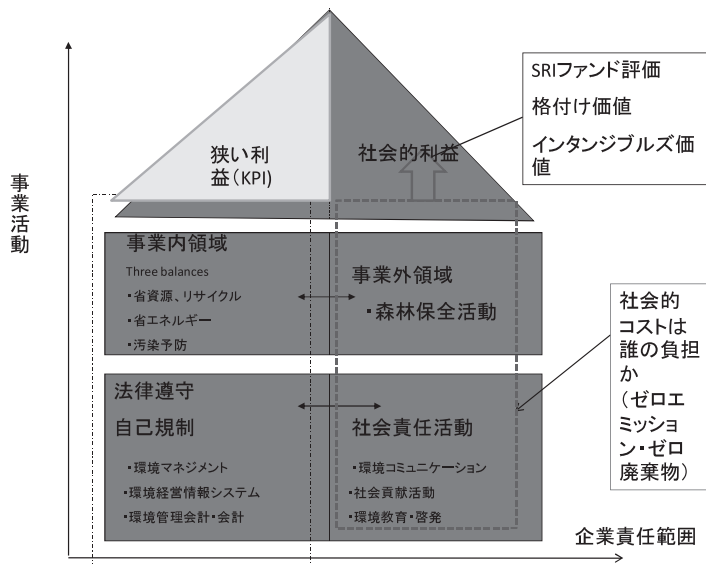 事業活動
狭い利
益(KPI)
社会的利益
SRIファンド評価
格付け価値
インタンジブルズ価
値
事業内領域
Three balances
・省資源、リサイクル
・省エネルギー
・汚染予防
事業外領域
・森林保全活動
社会的
コストは
誰の負担
か
(ゼロエ
ミッショ
ン・ゼロ
廃棄物)
法律遵守
自己規制
・環境マネジメント
・環境経営情報システム
・環境管理会計・会計
社会責任活動
・環境コミュニケーション
・社会貢献活動
・環境教育・啓発
企業責任範囲